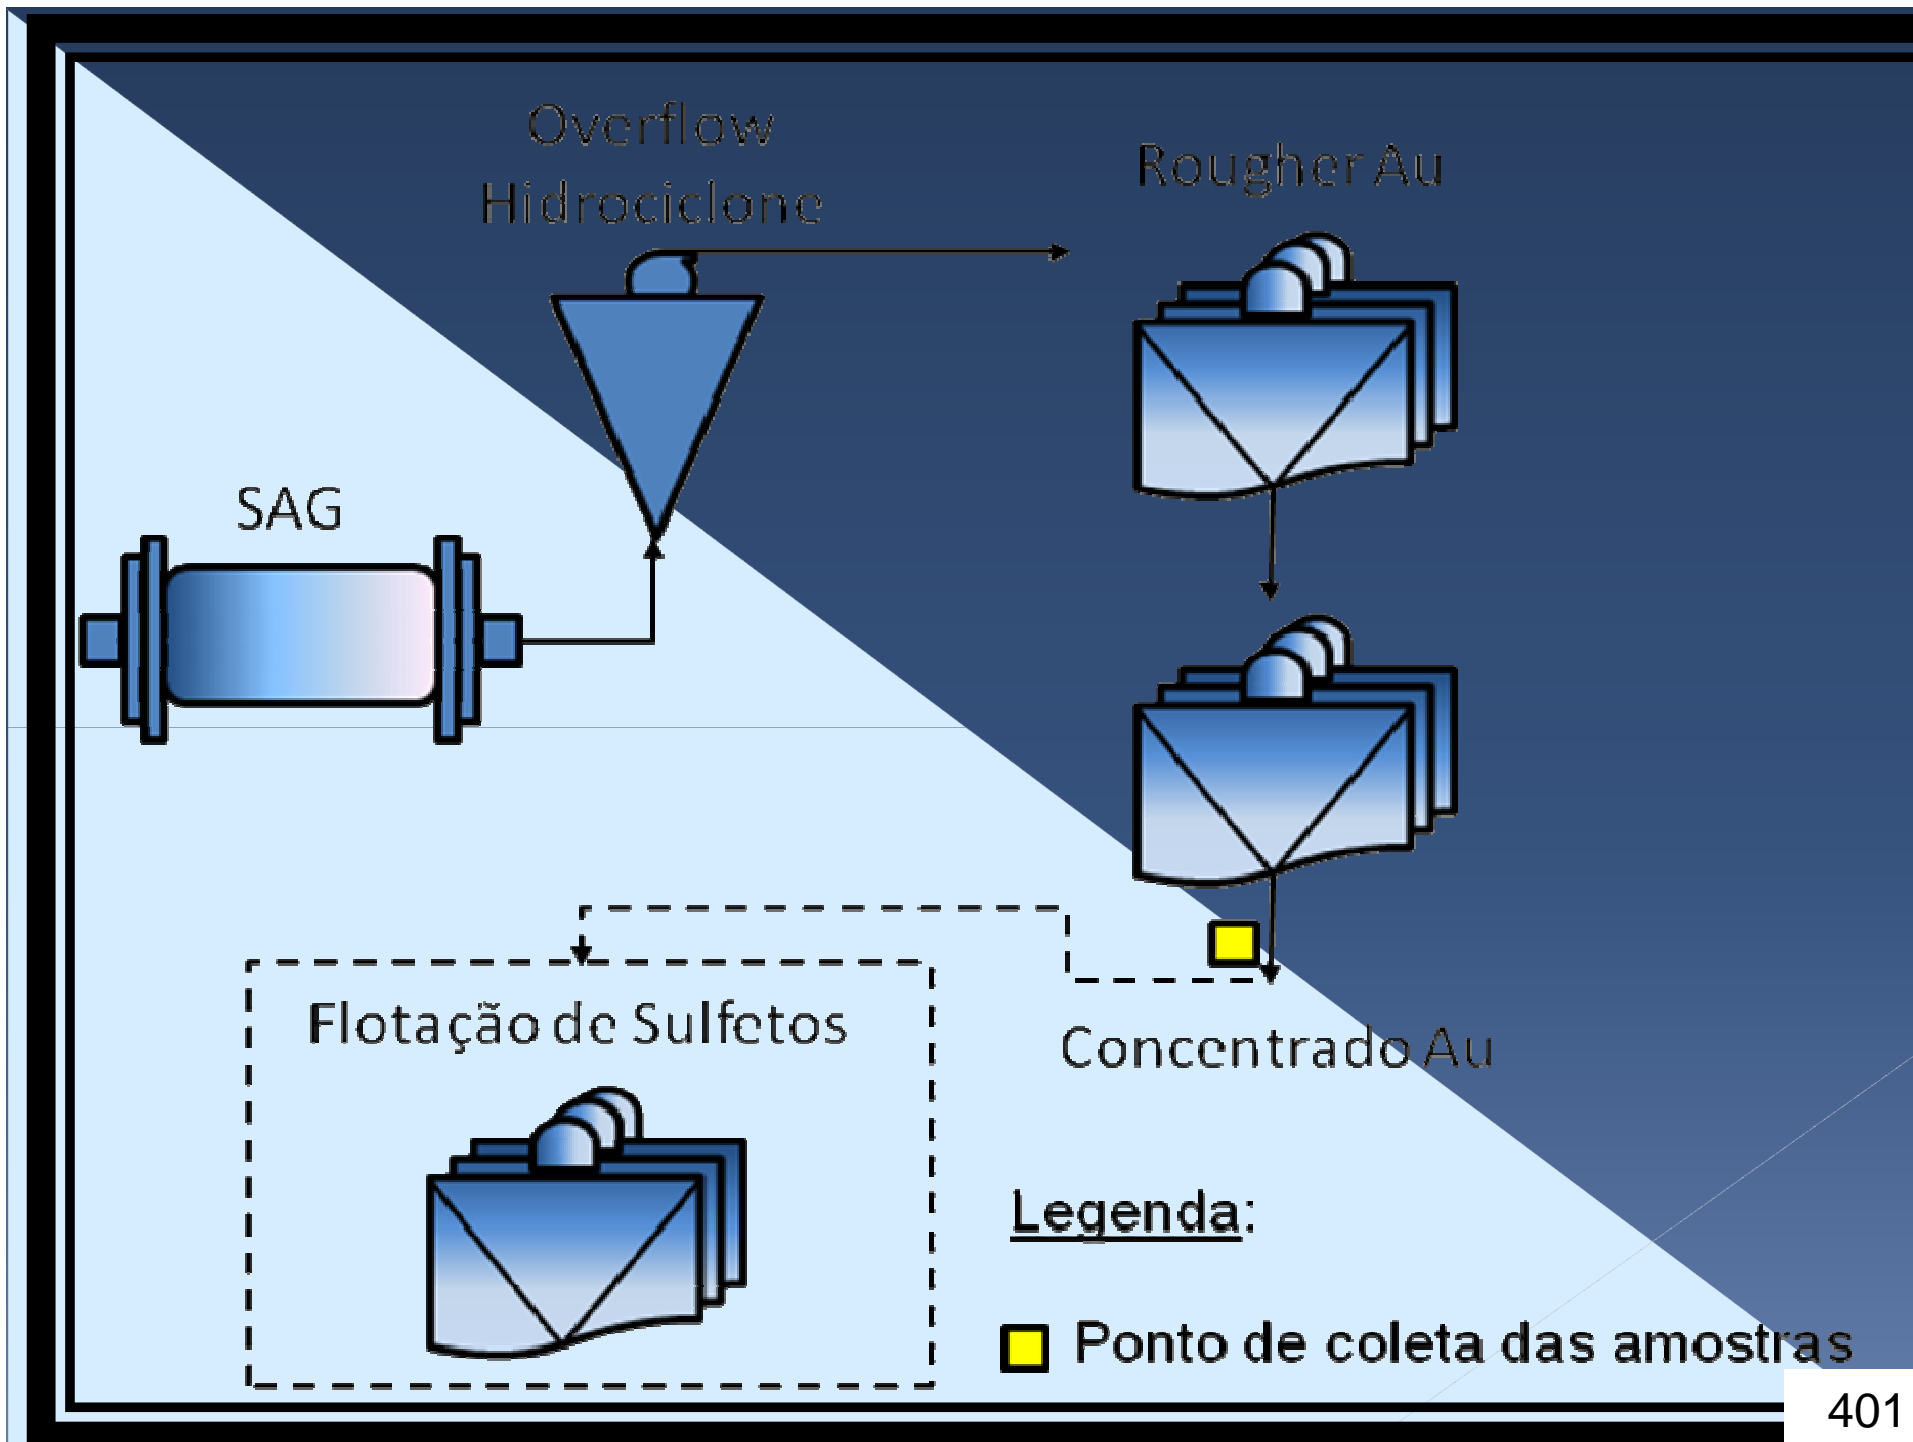 Overflow
Hidrociclone
Rougher Au
SAG
Flotação de Sulfetos
Concentrado Au
Legenda:
Ponto de coleta das amostras
401